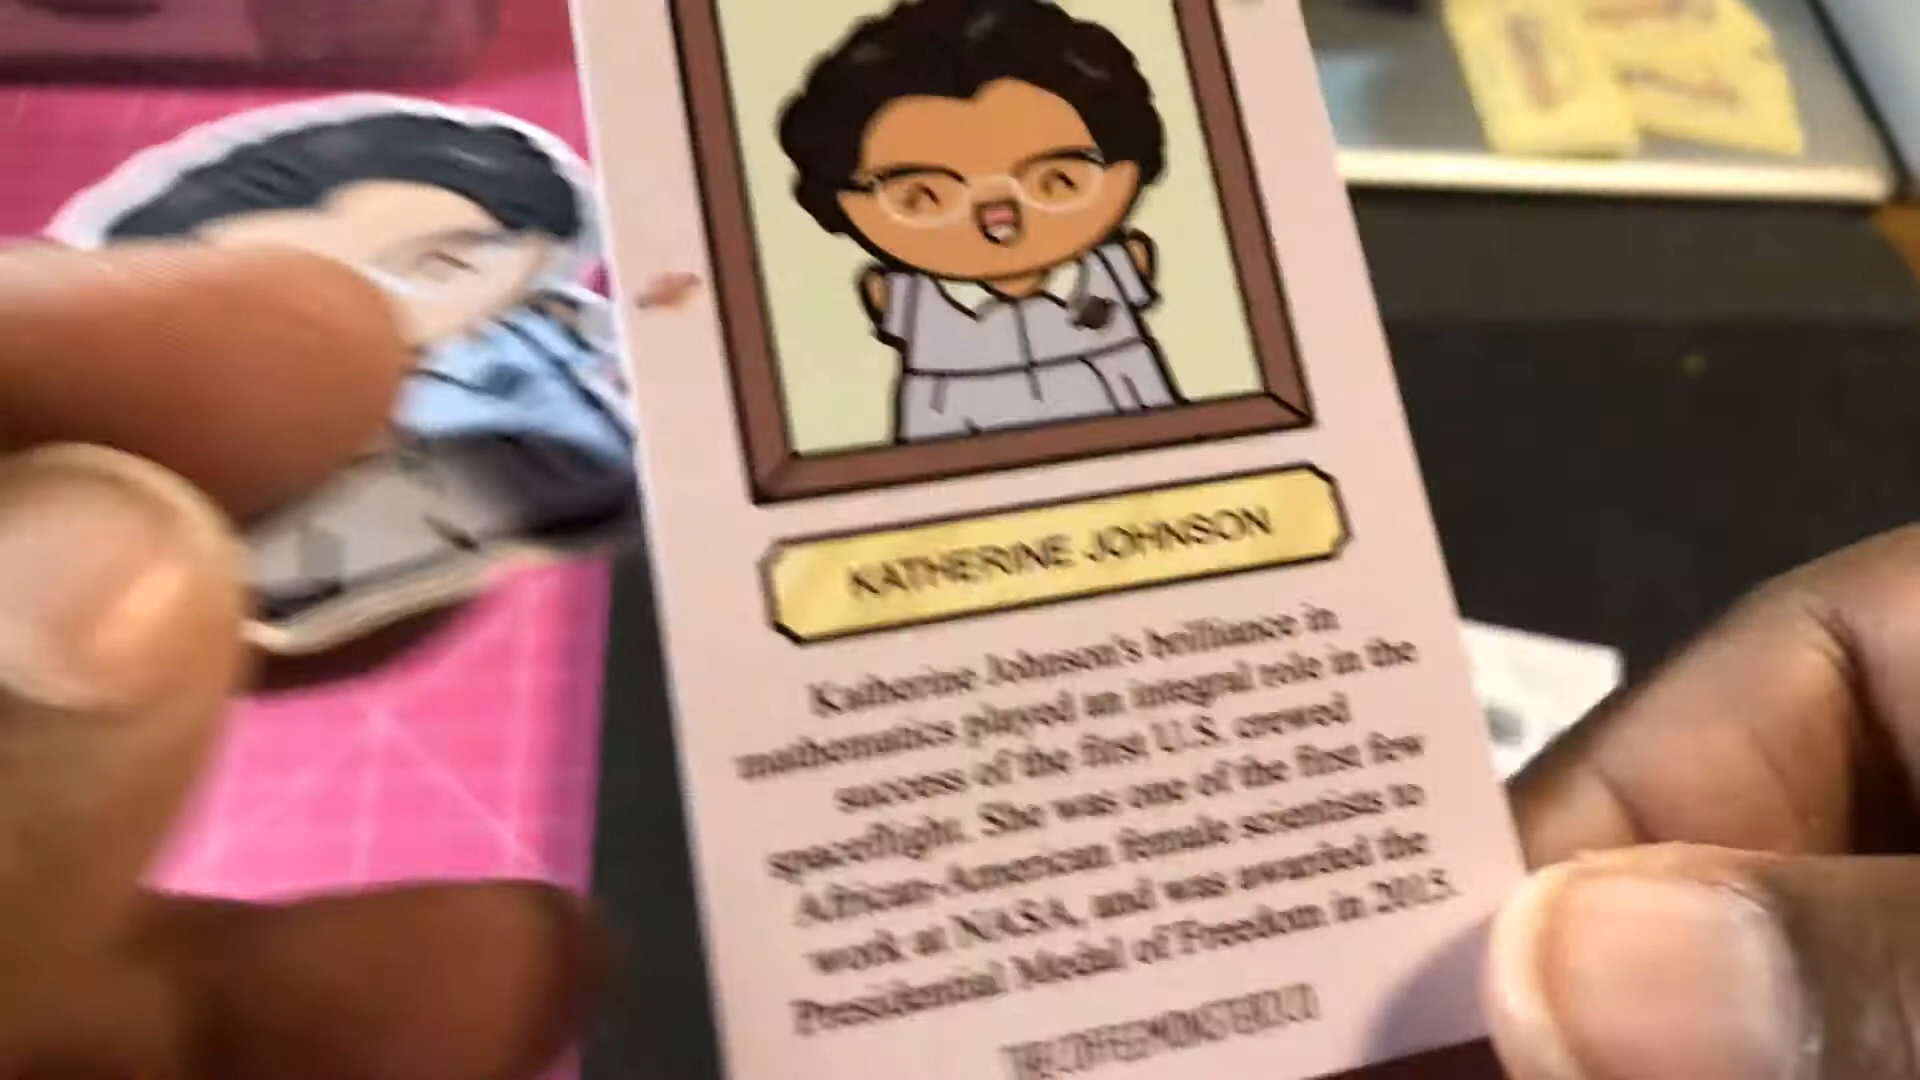 KATHERINE JOHNSON
Katherine Johnson's brilliance in
mathematics played an integral role in the
success of the first U.S. crewed
spaceflight. She was one of the first few
African-American female scientists to
work at NASA, and was awarded the
Presidential Medal of Freedom in 2015.
THECOFFEEMONSTERZCO